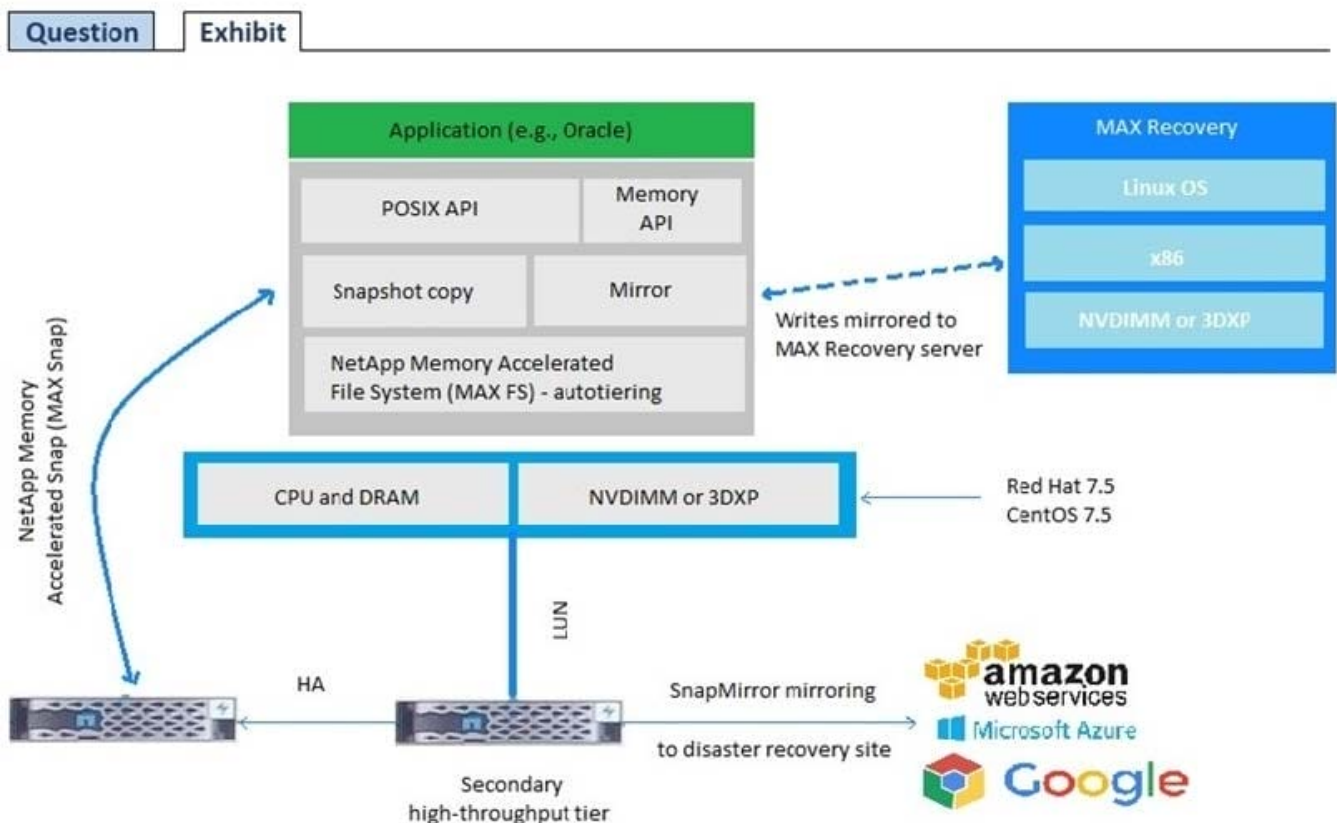 Question
Exhibit
Application (e.g., Oracle)
POSIX API
Memory
API
Snapshot copy
Mirror
NetApp Memory Accelerated
File System (MAX FS) - autotiering
MAX Recovery
Linux OS
x86
NVDIMM or 3DXP
Writes mirrored to
MAX Recovery server
NetApp Memory
Accelerated Snap (MAX Snap)
CPU and DRAM
NVDIMM or 3DXP
Red Hat 7.5
CentOS 7.5
LUN
HA
SnapMirror mirroring
to disaster recovery site
Secondary
high-throughput tier
amazon
webservices
Microsoft Azure
Google